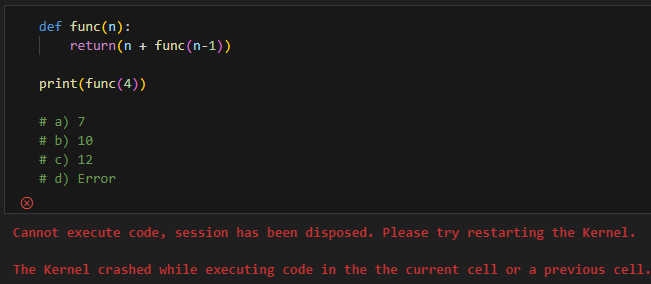 def func(n):
    return(n + func(n-1))
print(func(4))
# a) 7
# b) 10
# c) 12
# d) Error
Cannot execute code, session has been disposed. Please try restarting the Kernel.
The Kernel crashed while executing code in the the current cell or a previous cell.